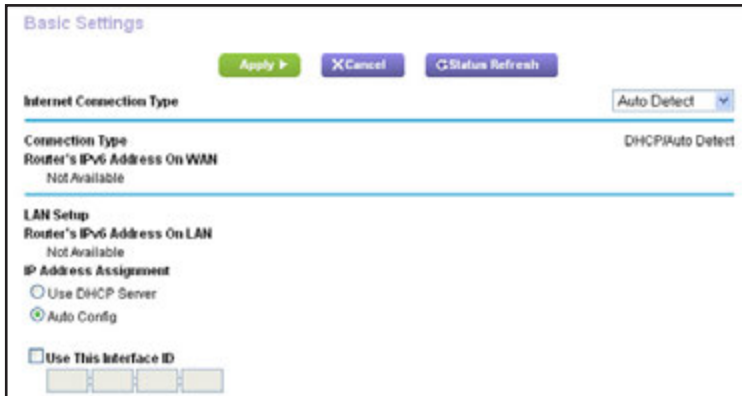 Basic Settings
Apply
Cancel
Status Refresh
Internet Connection Type
Auto Detect
Connection Type
DHCP/Auto Detect
Router's IPv6 Address On WAN
Not Available
LAN Setup
Router's IPv6 Address On LAN
Not Available
IP Address Assignment
Use DHCP Server
Auto Config
Use This Interface ID